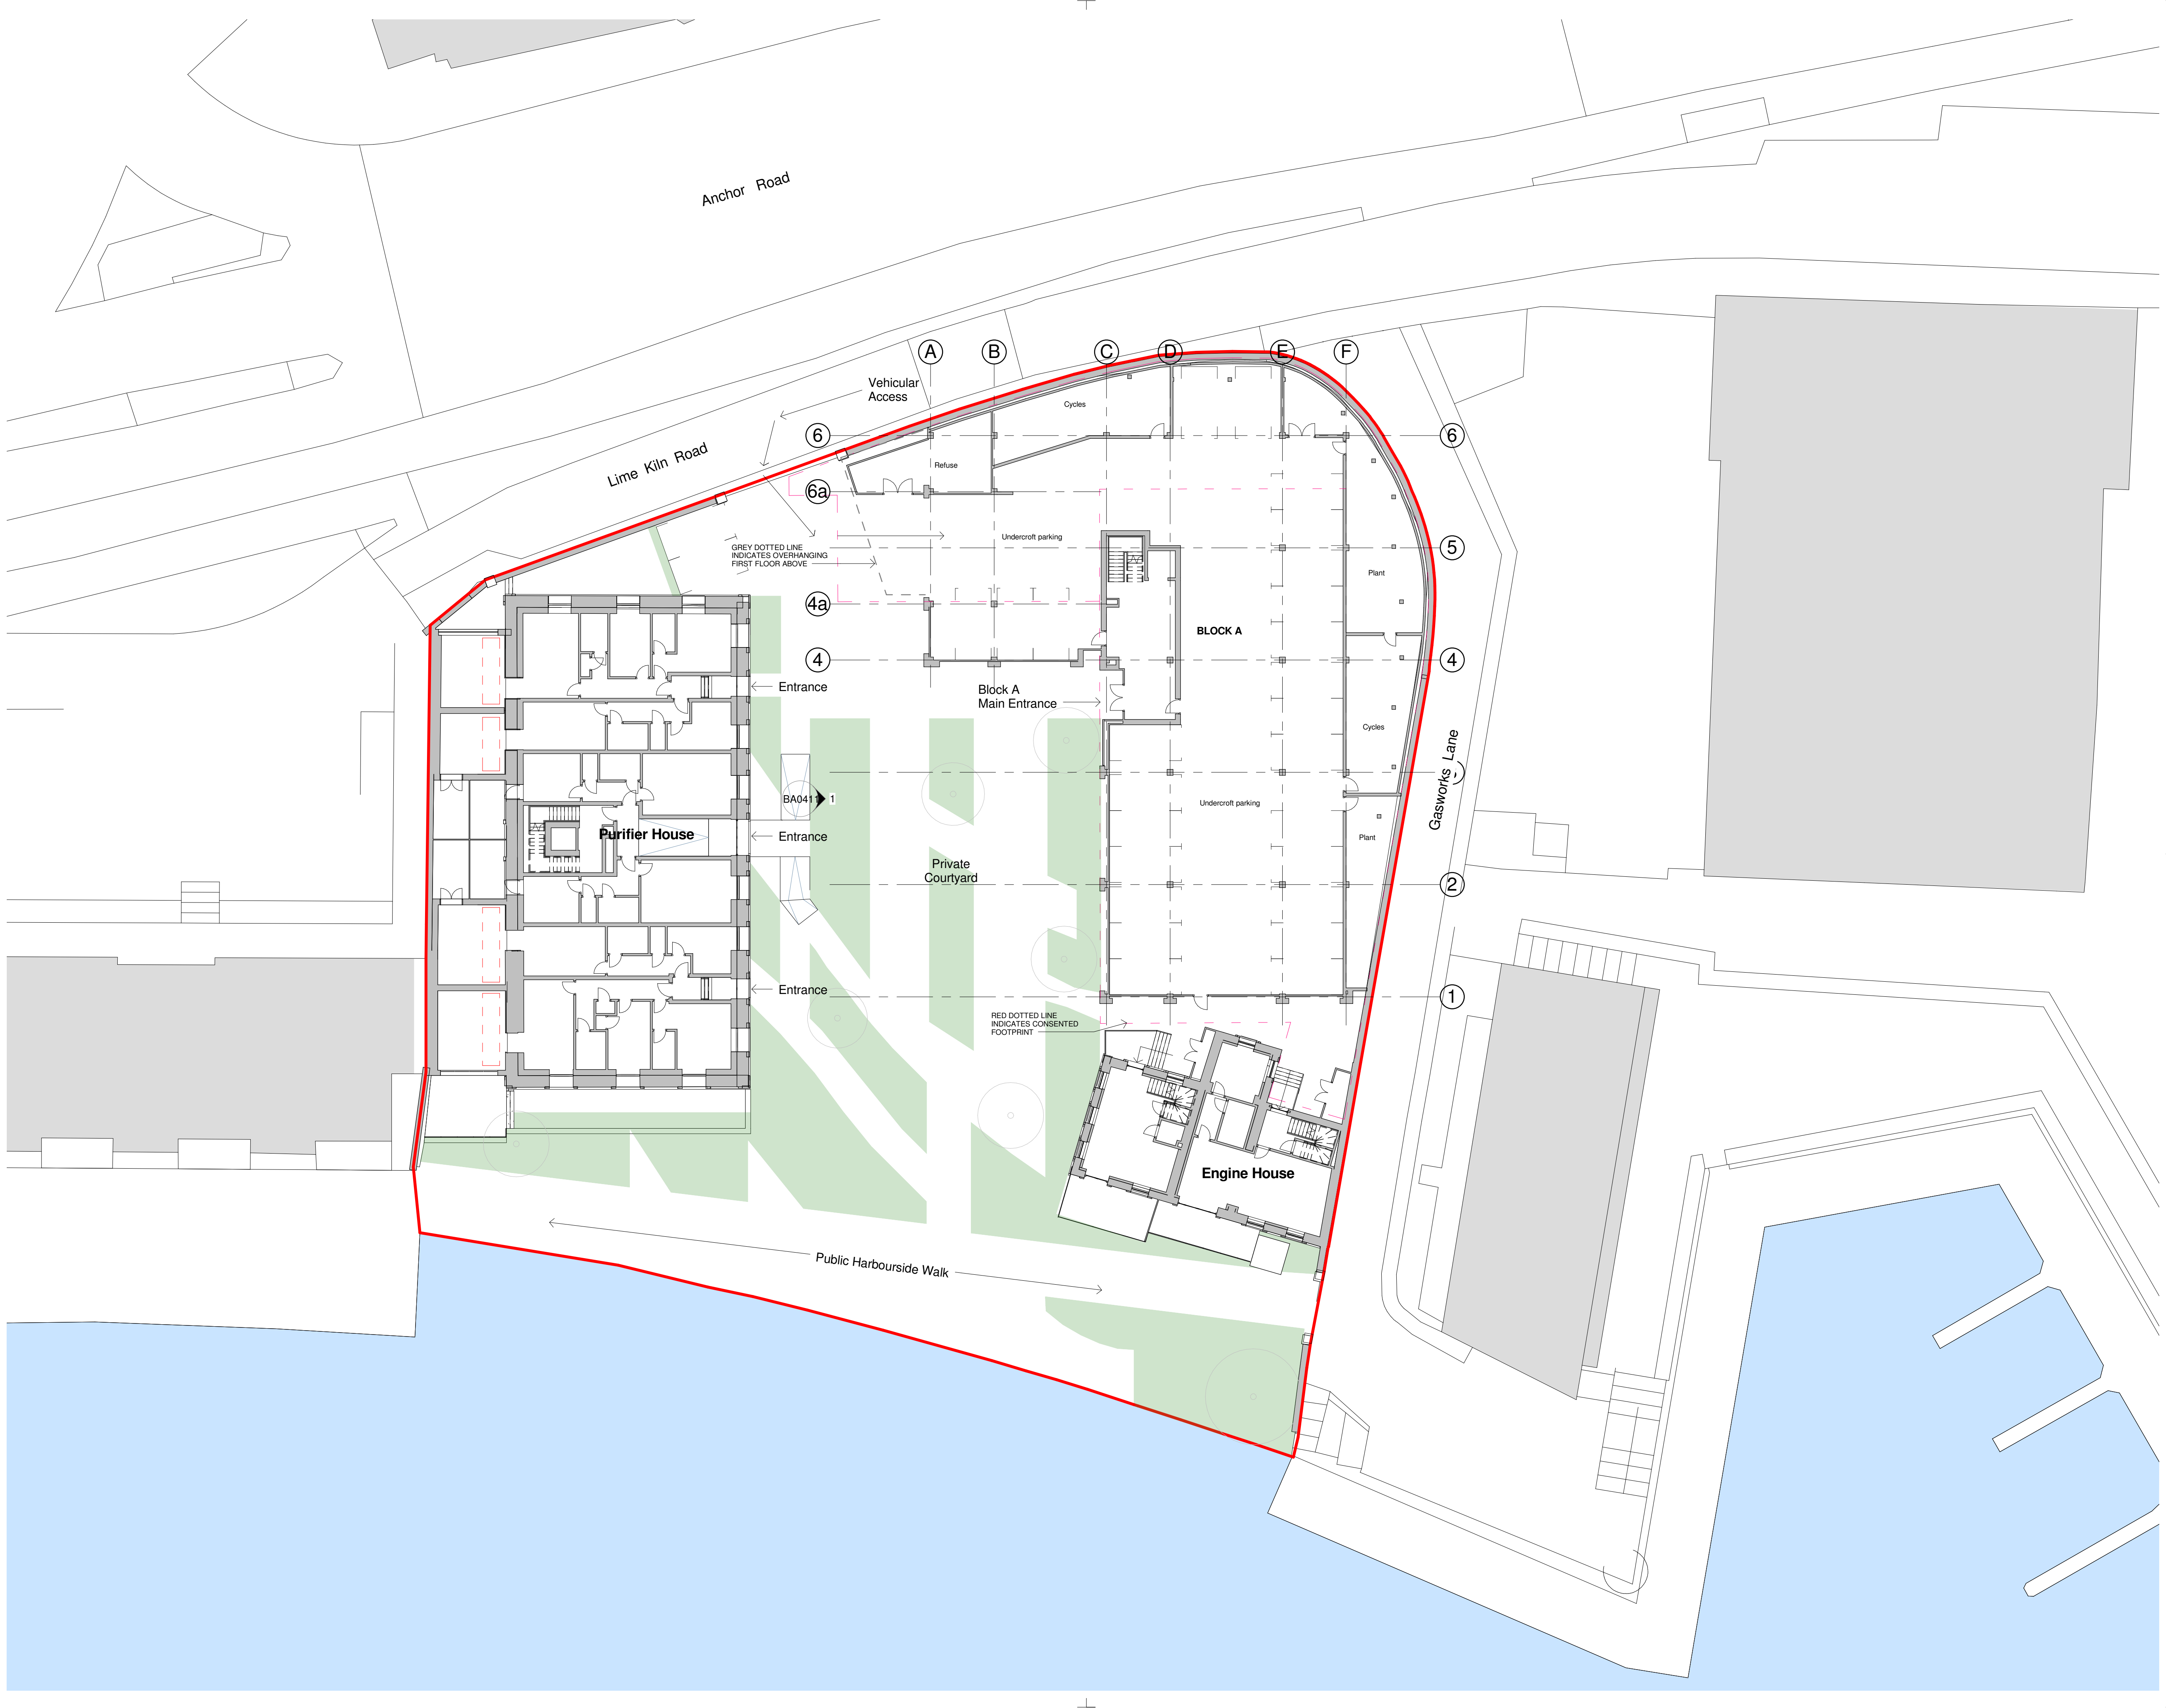 Anchor Road
A
B
C
D
E
F
Vehicular
Access
Cycles
6
6
Lime Kiln Road
Refuse
6a
GREY DOTTED LINE
INDICATES OVERHANGING
FIRST FLOOR ABOVE
Undercroft parking
5
Plant
4a
BLOCK A
4
4
Entrance
Block A
Main Entrance
Cycles
Gasworks Lane
BA0411
1
Undercroft parking
Purifier House
Entrance
Plant
Private
Courtyard
2
Entrance
1
RED DOTTED LINE
INDICATES CONSENTED
FOOTPRINT
Engine House
Public Harbourside Walk